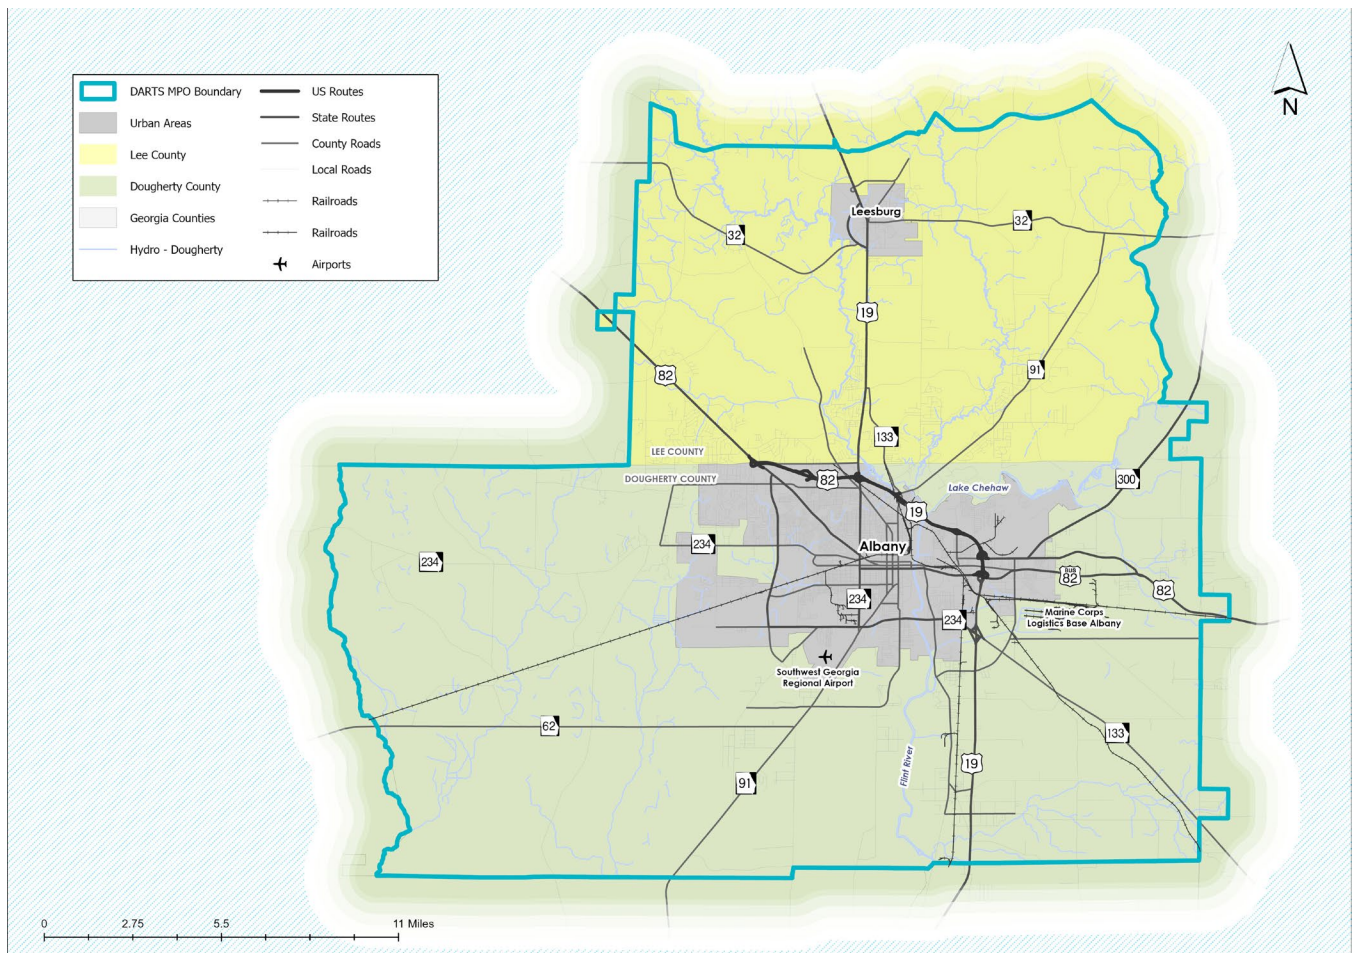 N
DARTS MPO Boundary
Urban Areas
Lee County
Dougherty County
Georgia Counties
Hydro - Dougherty
US Routes
State Routes
County Roads
Local Roads
Railroads
Railroads
Airports
Leesburg
32
32
19
82
91
133
LEE COUNTY
DOUGHERTY COUNTY
82
300
Lake Chehaw
19
Albany
234
234
BUS
82
82
234
234
Marine Corps
Logistics Base Albany
Southwest Georgia
Regional Airport
62
133
19
Flint River
91
0 2.75 5.5 11 Miles